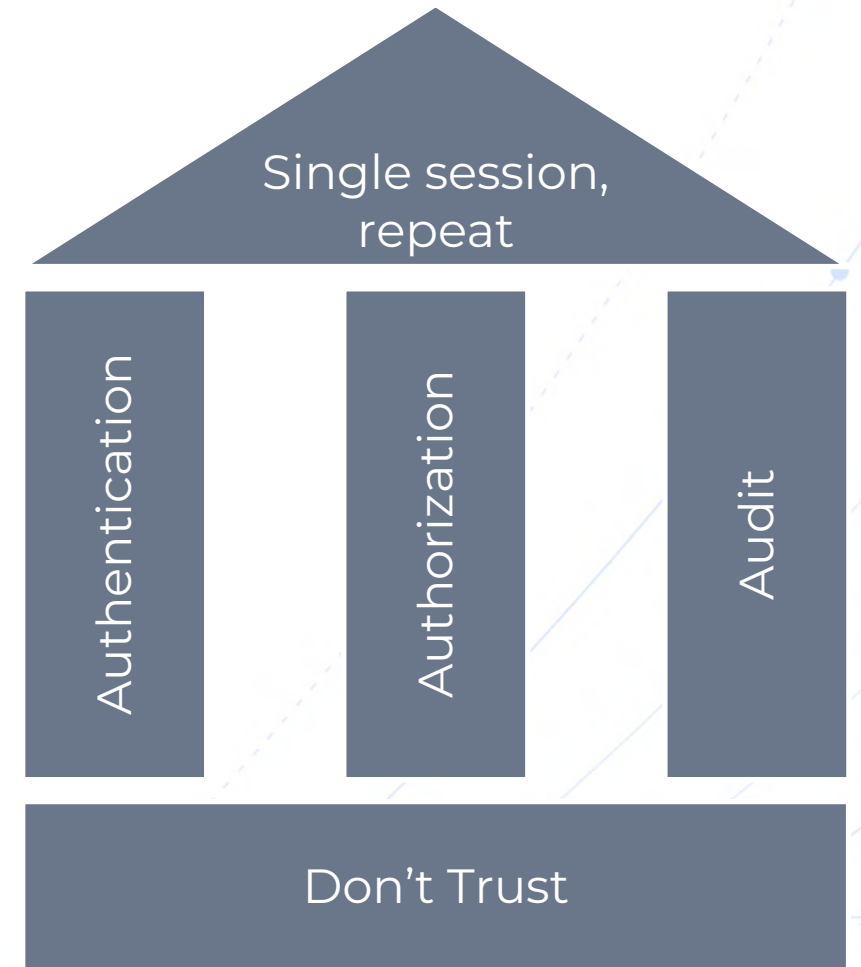 Single session,
repeat
Authentication
Authorization
Audit
Don’t Trust